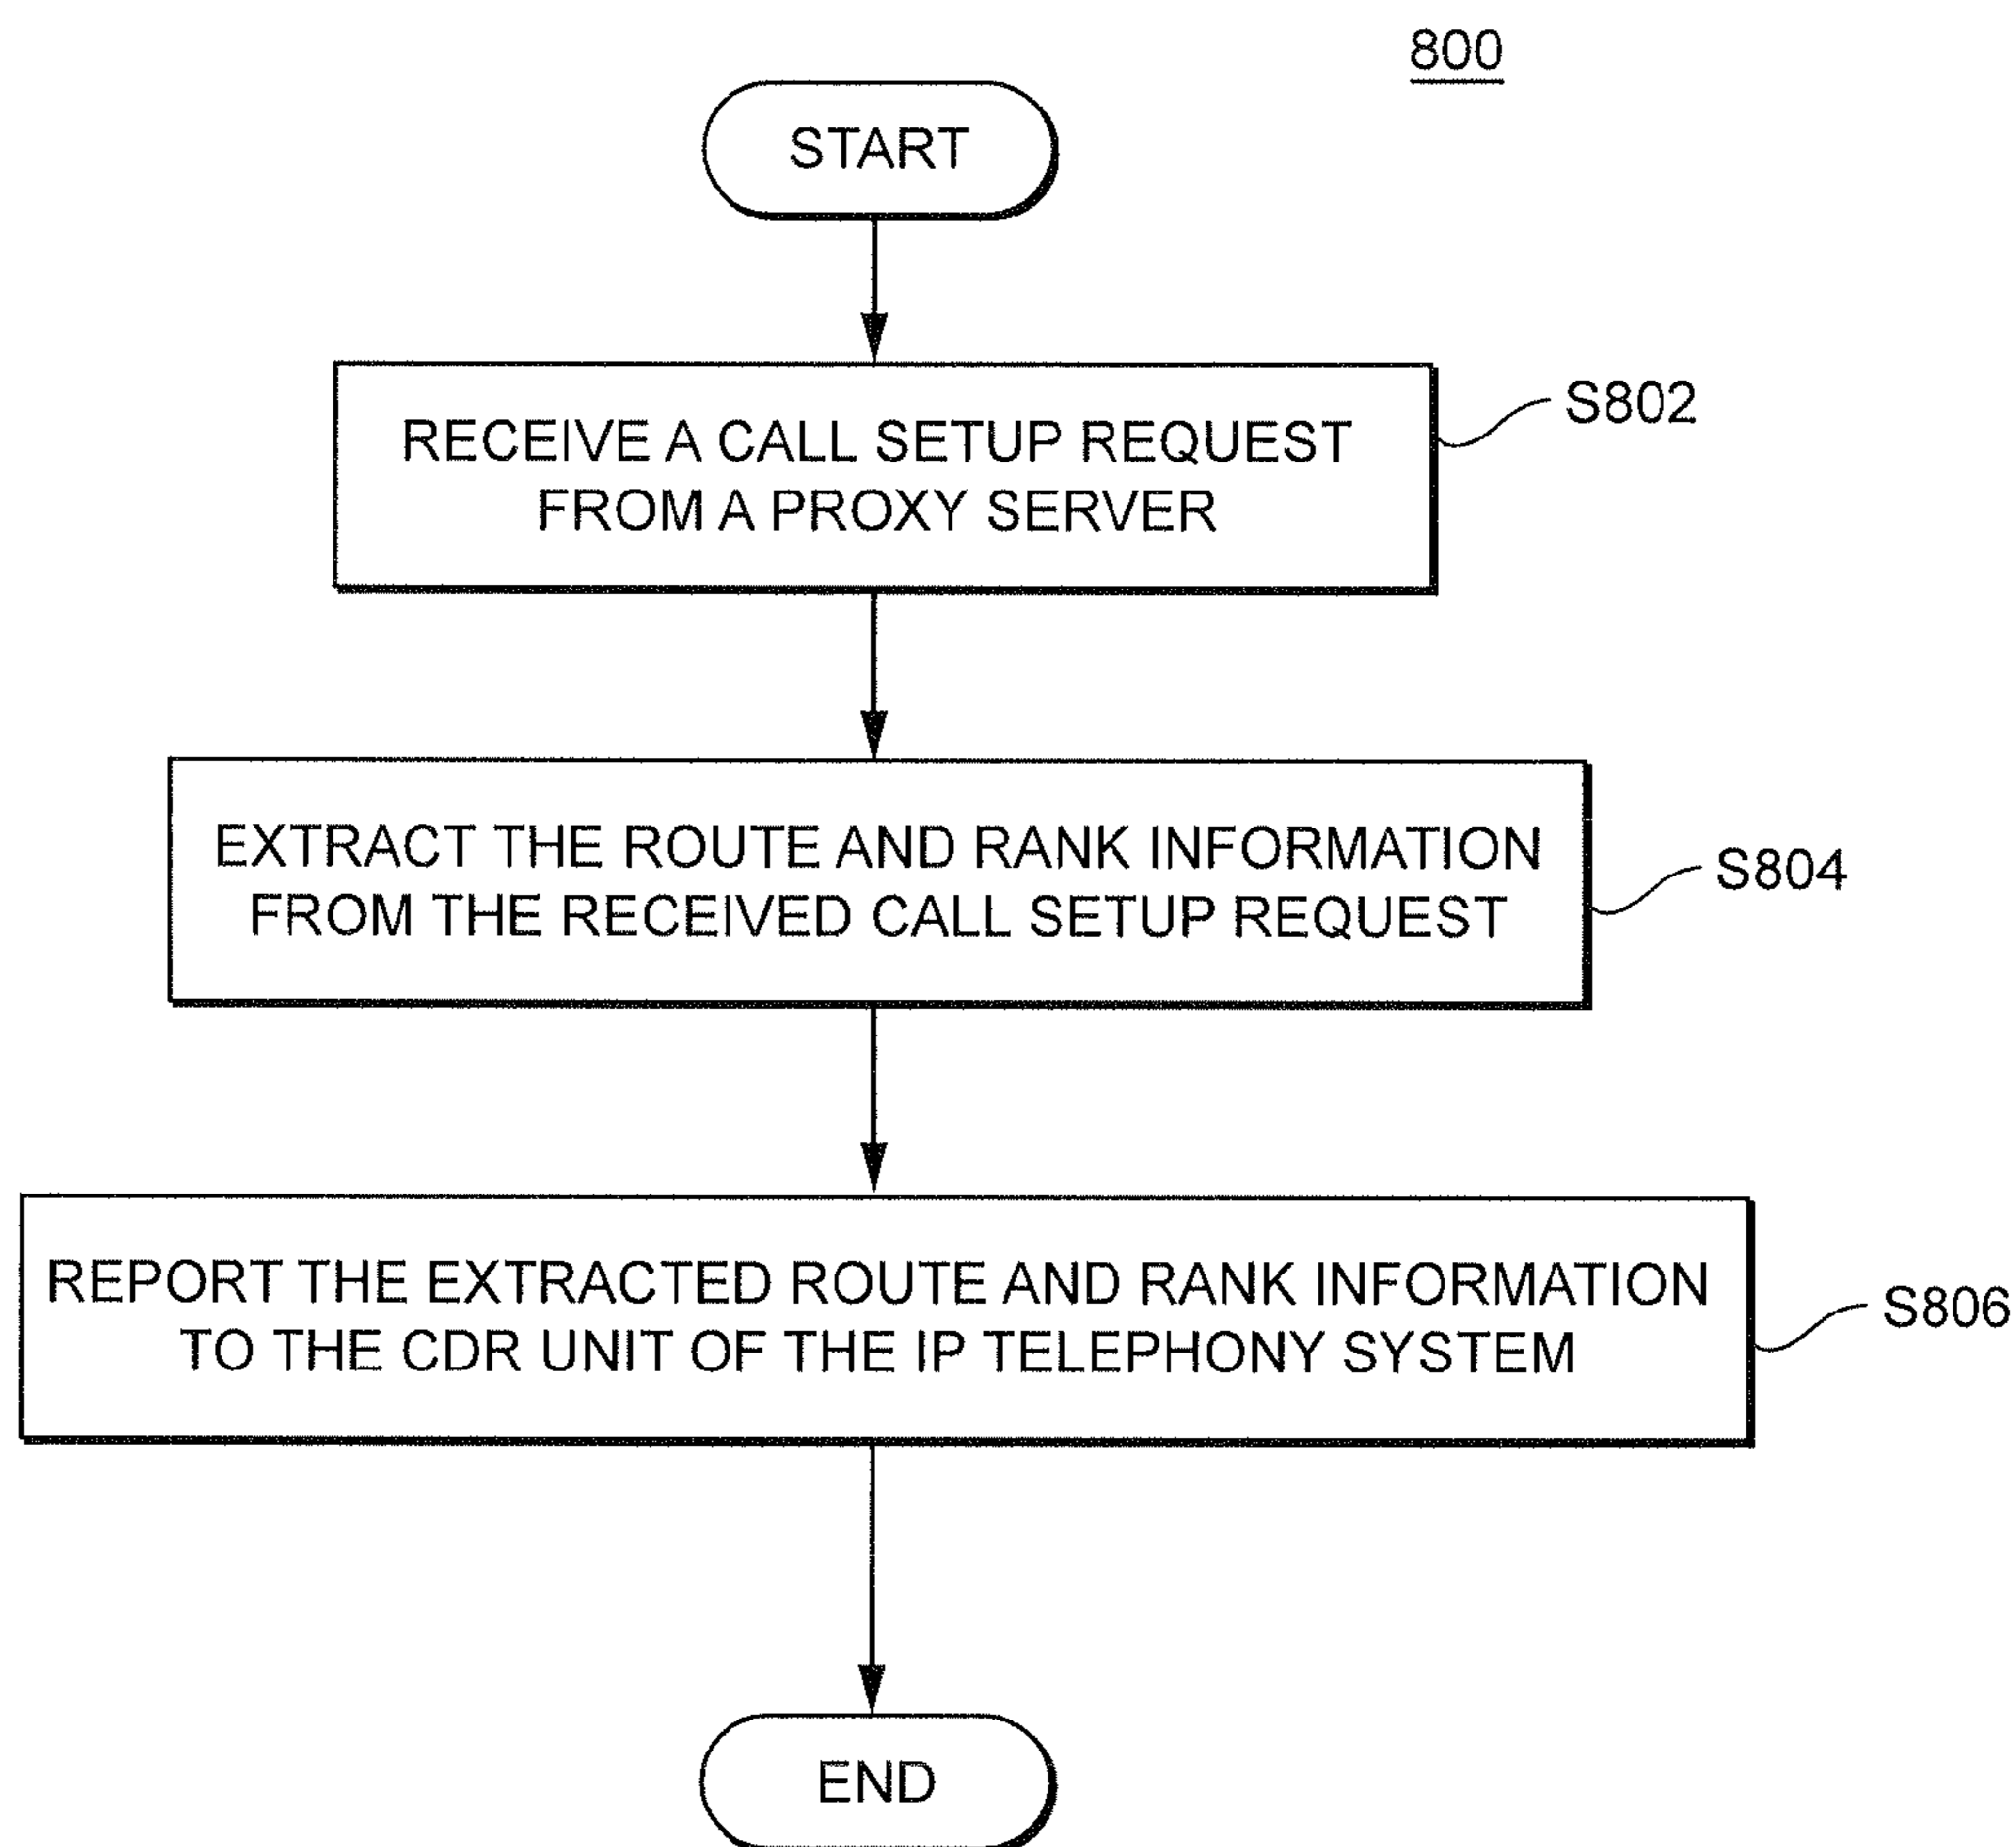 800
START
RECEIVE A CALL SETUP REQUEST
FROM A PROXY SERVER
S802
EXTRACT THE ROUTE AND RANK INFORMATION
FROM THE RECEIVED CALL SETUP REQUEST
S804
REPORT THE EXTRACTED ROUTE AND RANK INFORMATION
TO THE CDR UNIT OF THE IP TELEPHONY SYSTEM
S806
END